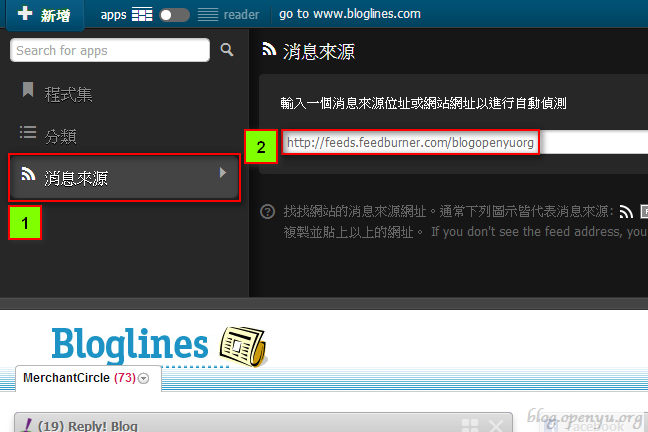 新增
apps
reader
go to www.bloglines.com
Search for apps
程式集
分類
消息來源
1
消息來源
輸入一個消息來源位址或網站網址以進行自動偵測
2
http://feeds.feedburner.com/blogopenyuorg
找找網站的消息來源網址。通常下列圖示皆代表消息來源:
複製並貼上以上的網址。 If you don't see the feed address, you
Bloglines
MerchantCircle (73)
(19) Reply! Blog
Facebook
blog.openyu.org